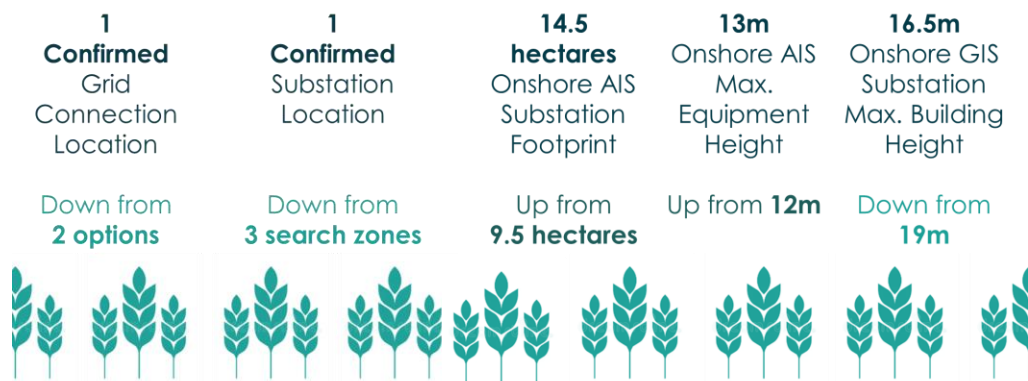 1
Confirmed
Grid
Connection
Location
Down from
2 options
1
Confirmed
Substation
Location
Down from
3 search zones
14.5
hectares
Onshore AIS
Substation
Footprint
Up from
9.5 hectares
13m
Onshore AIS
Max.
Equipment
Height
Up from 12m
16.5m
Onshore GIS
Substation
Max. Building
Height
Down from
19m